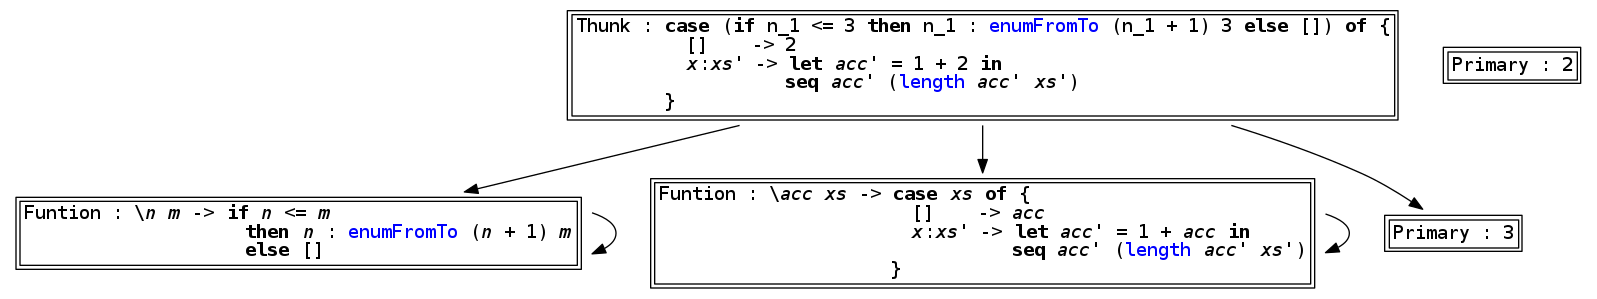 Thunk : case (if n_1 <= 3 then n_1 : enumFromTo (n_1 + 1) 3 else []) of {
[] -> 2
x:xs' -> let acc' = 1 + 2 in
seq acc' (length acc' xs')
}
Primary : 2
Funtion : \n m -> if n <= m
then n : enumFromTo (n + 1) m
else []
Funtion : \acc xs -> case xs of {
[] -> acc
x:xs' -> let acc' = 1 + acc in
seq acc' (length acc' xs')
}
Primary : 3